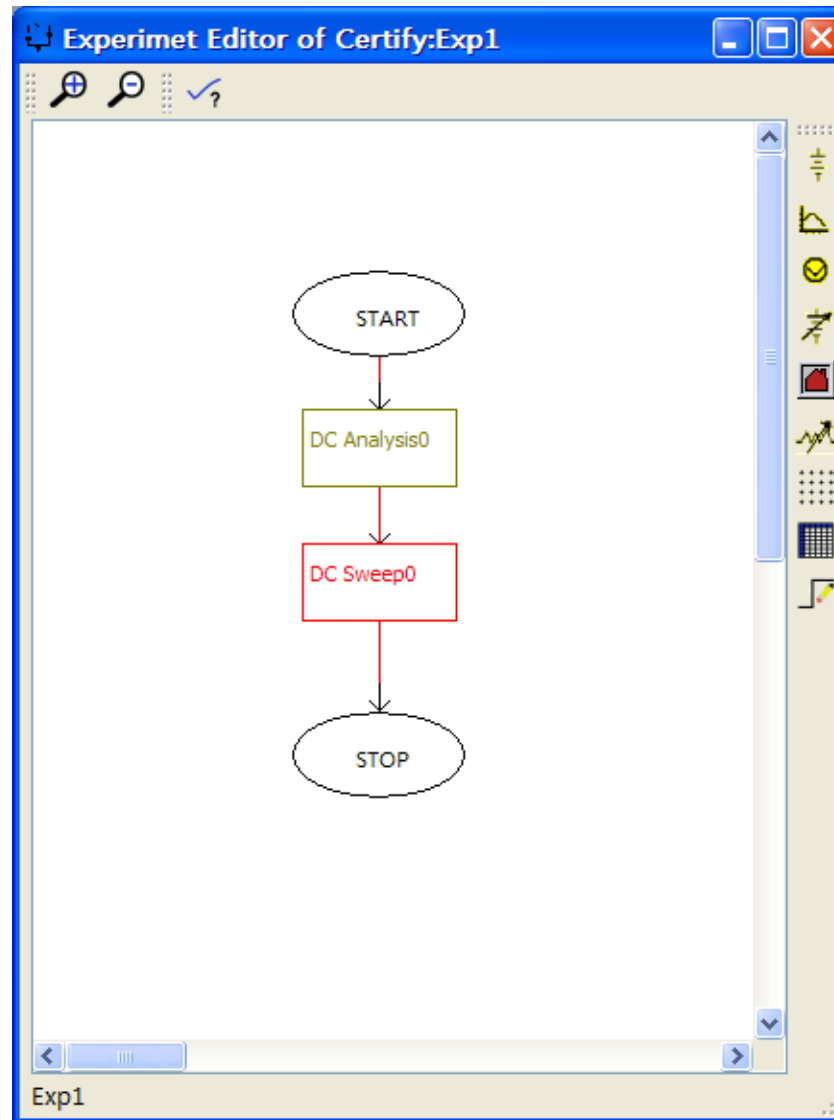 Experimet Editor of Certify:Exp1
?
START
DC Analysis0
DC Sweep0
STOP
Exp1